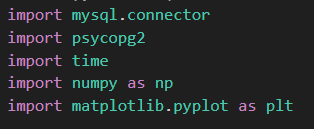 import mysql.connector
import psycopg2
import time
import numpy as np
import matplotlib.pyplot as plt